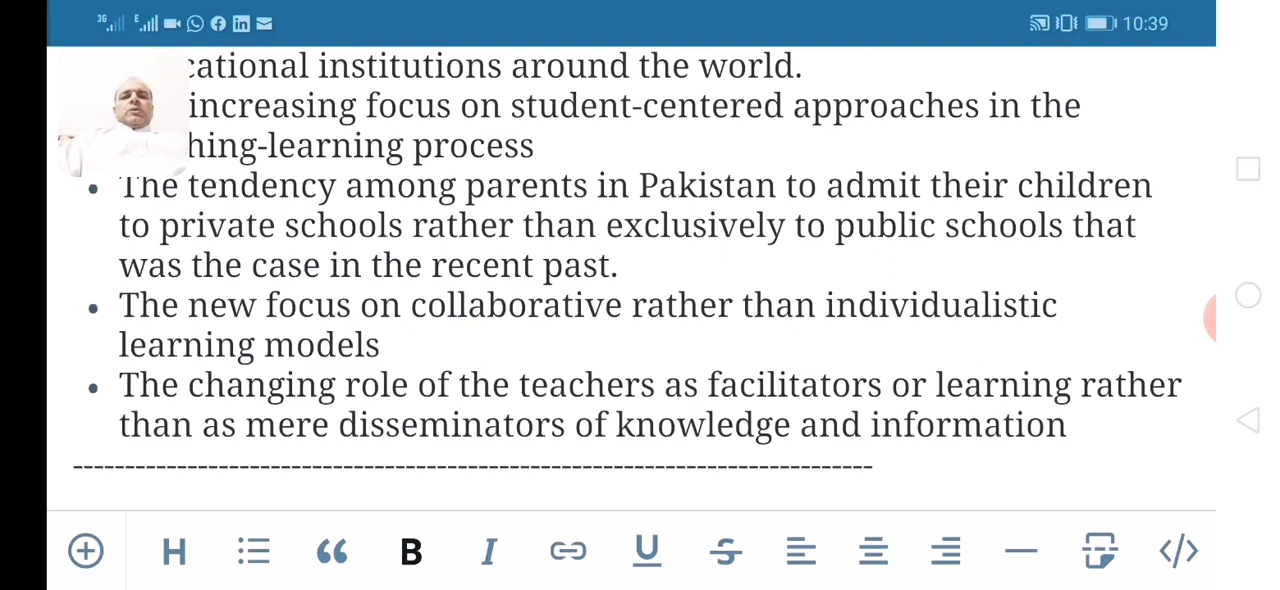 3G E 10:39
cational institutions around the world.
increasing focus on student-centered approaches in the
hing-learning process
• The tendency among parents in Pakistan to admit their children
to private schools rather than exclusively to public schools that
was the case in the recent past.
• The new focus on collaborative rather than individualistic
learning models
• The changing role of the teachers as facilitators or learning rather
than as mere disseminators of knowledge and information
-----------------------------------------------------------------------------
H B I U S